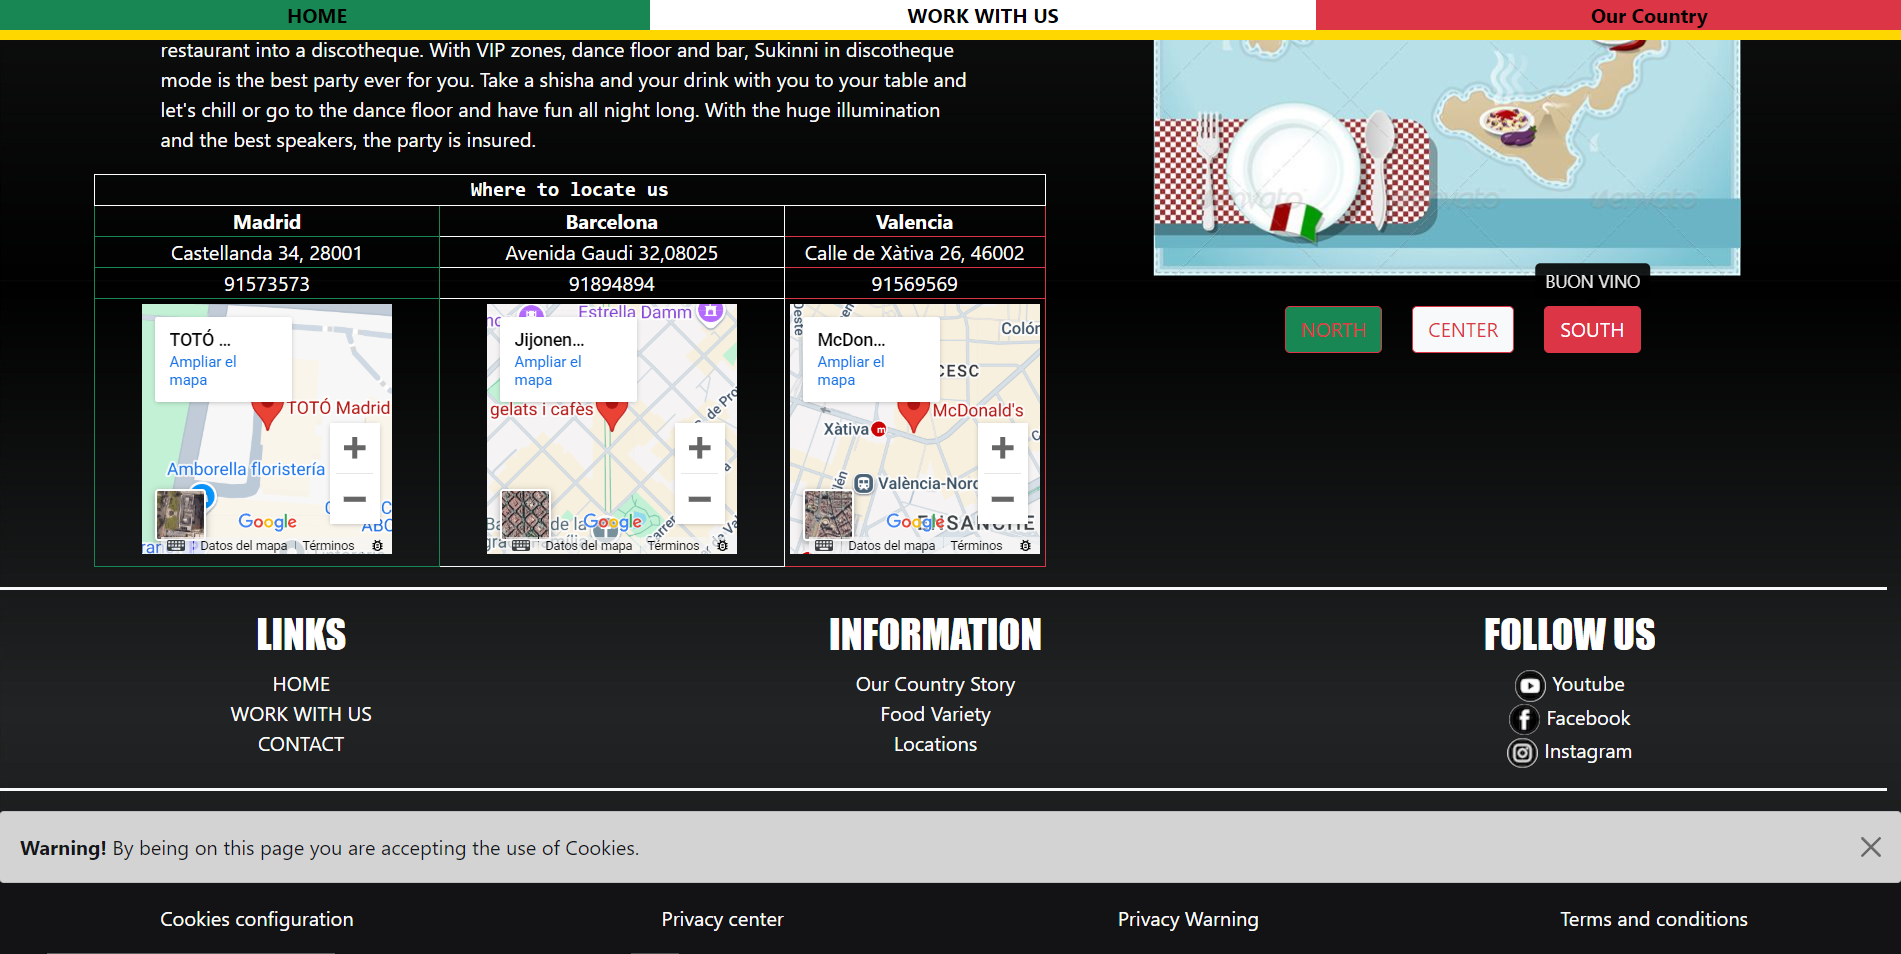 HOME
WORK WITH US
Our Country
restaurant into a discotheque. With VIP zones, dance floor and bar, Sukinni in discotheque
mode is the best party ever for you. Take a shisha and your drink with you to your table and
let's chill or go to the dance floor and have fun all night long. With the huge illumination
and the best speakers, the party is insured.
Where to locate us
Madrid
Barcelona
Valencia
Castellanda 34, 28001
Avenida Gaudi 32,08025
Calle de Xàtiva 26, 46002
91573573
91894894
91569569
TOTÓ ...
Ampliar el
mapa
TOTÓ Madrid
Amborella floristería
Google
Datos del mapa
Términos
Estrella Damm
Jijonen...
Ampliar el
mapa
gelats i cafès
de la
Google
Datos del mapa
Términos
McDon...
Ampliar el
mapa
McDonald's
Xàtiva
València-Nord
Google
Datos del mapa
Términos
envato
BUON VINO
NORTH
CENTER
SOUTH
LINKS
HOME
WORK WITH US
CONTACT
INFORMATION
Our Country Story
Food Variety
Locations
FOLLOW US
Youtube
Facebook
Instagram
Warning! By being on this page you are accepting the use of Cookies.
Cookies configuration
Privacy center
Privacy Warning
Terms and conditions